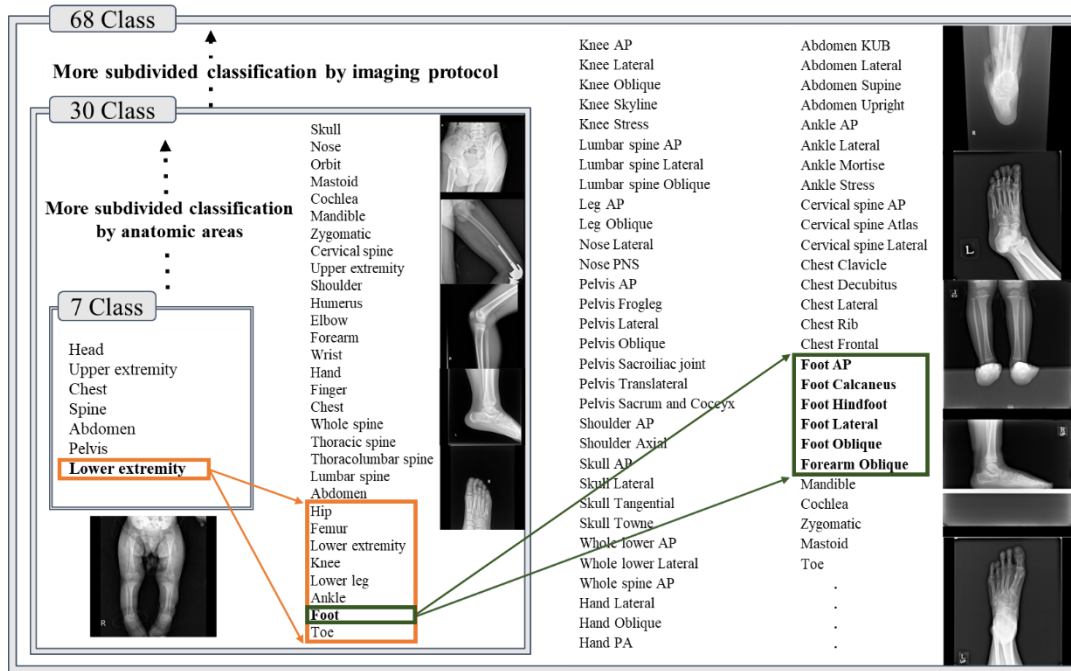 68 Class
More subdivided classification by imaging protocol
30 Class
More subdivided classification
by anatomic areas
7 Class
Head
Upper extremity
Chest
Spine
Abdomen
Pelvis
Lower extremity
R
Skull
Nose
Orbit
Mastoid
Cochlea
Mandible
Zygomatic
Cervical spine
Upper extremity
Shoulder
Humerus
Elbow
Forearm
Wrist
Hand
Finger
Chest
Whole spine
Thoracic spine
Thoracolumbar spine
Lumbar spine
Abdomen
Hip
Femur
Lower extremity
Knee
Lower leg
Ankle
Foot
Toe
Knee AP
Knee Lateral
Knee Oblique
Knee Skyline
Knee Stress
Lumbar spine AP
Lumbar spine Lateral
Lumbar spine Oblique
Leg AP
Leg Oblique
Nose Lateral
Nose PNS
Pelvis AP
Pelvis Frogleg
Pelvis Lateral
Pelvis Oblique
Pelvis Sacroiliac joint
Pelvis Translateral
Pelvis Sacrum and Coccyx
Shoulder AP
Shoulder Axial
Skull AP
Skull Lateral
Skull Tangential
Skull Towne
Whole lower AP
Whole lower Lateral
Whole spine AP
Hand Lateral
Hand Oblique
Hand PA
Abdomen KUB
Abdomen Lateral
Abdomen Supine
Abdomen Upright
Ankle AP
Ankle Lateral
Ankle Mortise
Ankle Stress
Cervical spine AP
Cervical spine Atlas
Cervical spine Lateral
Chest Clavicle
Chest Decubitus
Chest Lateral
Chest Rib
Chest Frontal
Foot AP
Foot Calcaneus
Foot Hindfoot
Foot Lateral
Foot Oblique
Forearm Oblique
Mandible
Cochlea
Zygomatic
Mastoid
Toe
.
.
.
.
R
L